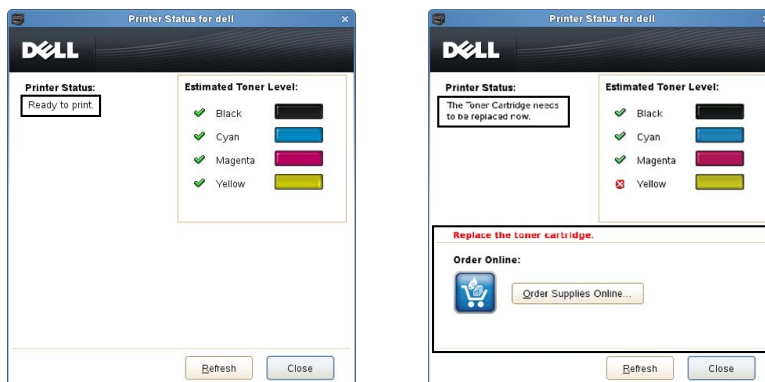 Printer Status for dell
DELL
Printer Status:
Ready to print.
Estimated Toner Level:
Black
Cyan
Magenta
Yellow
Refresh
Close
Printer Status for dell
DELL
Printer Status:
The Toner Cartridge needs
to be replaced now.
Estimated Toner Level:
Black
Cyan
Magenta
Yellow
Replace the toner cartridge.
Order Online:
Order Supplies Online...
Refresh
Close